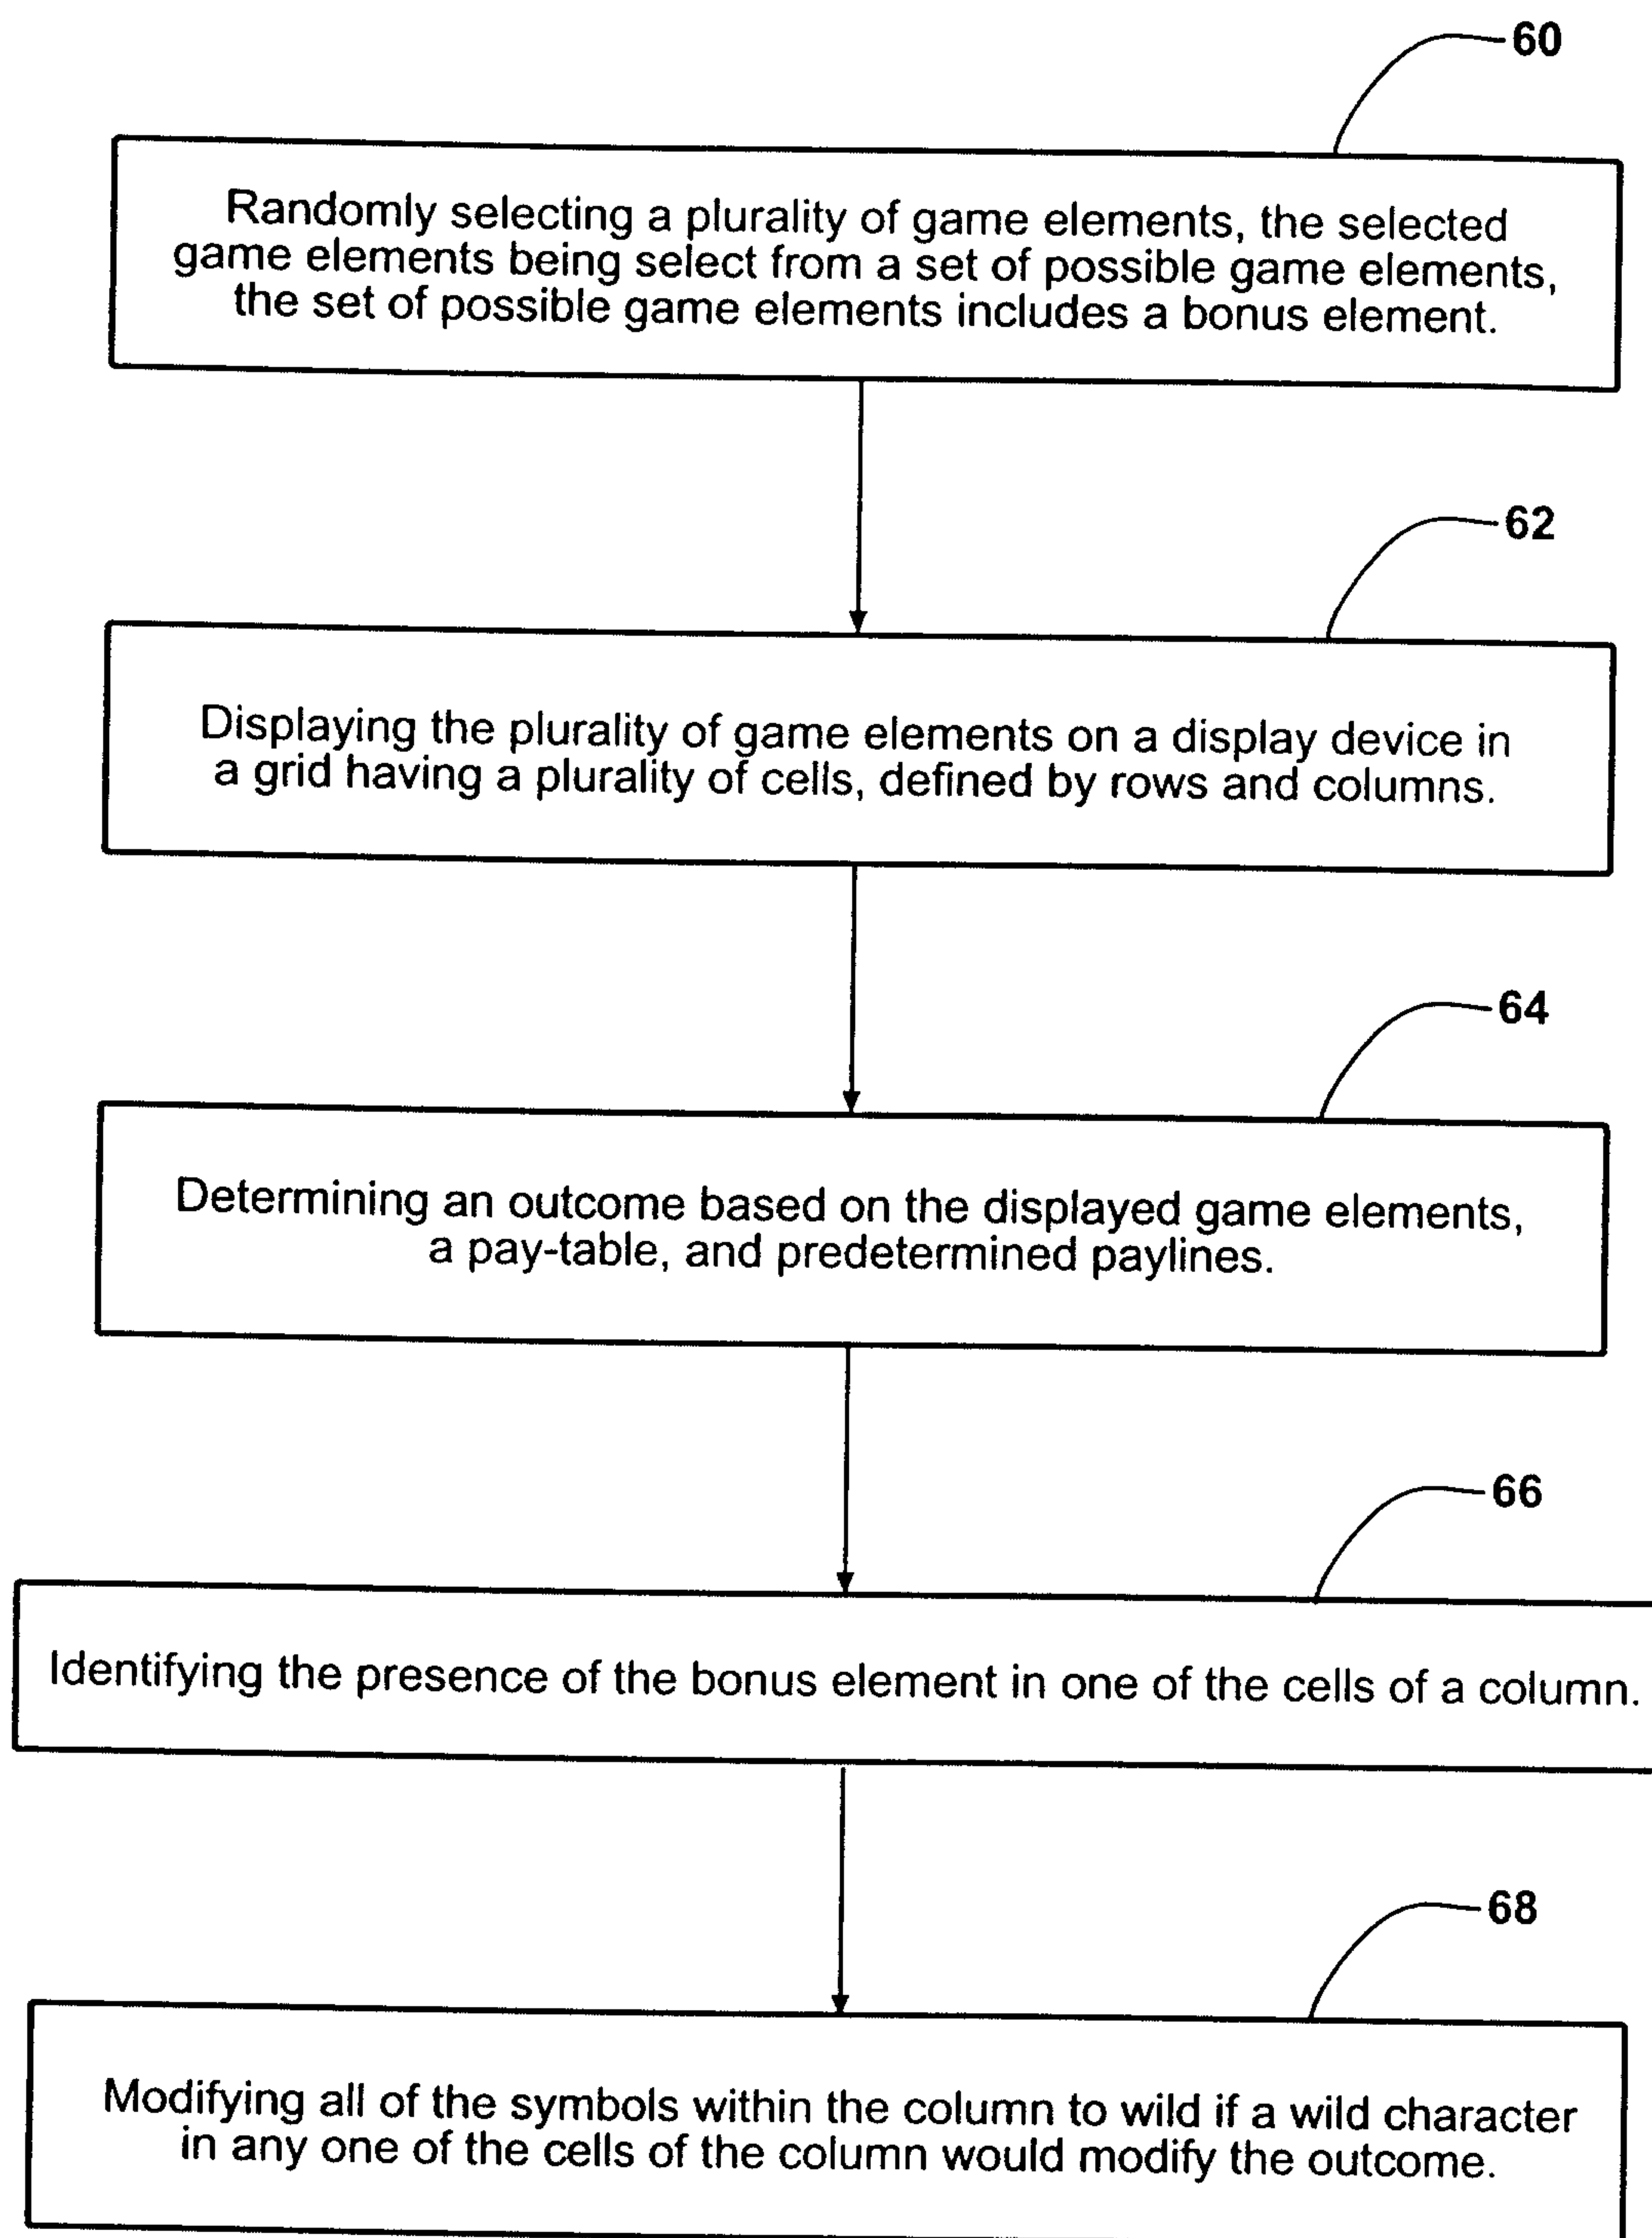 60
Randomly selecting a plurality of game elements, the selected
game elements being select from a set of possible game elements,
the set of possible game elements includes a bonus element.
62
Displaying the plurality of game elements on a display device in
a grid having a plurality of cells, defined by rows and columns.
64
Determining an outcome based on the displayed game elements,
a pay-table, and predetermined paylines.
66
Identifying the presence of the bonus element in one of the cells of a column.
68
Modifying all of the symbols within the column to wild if a wild character
in any one of the cells of the column would modify the outcome.